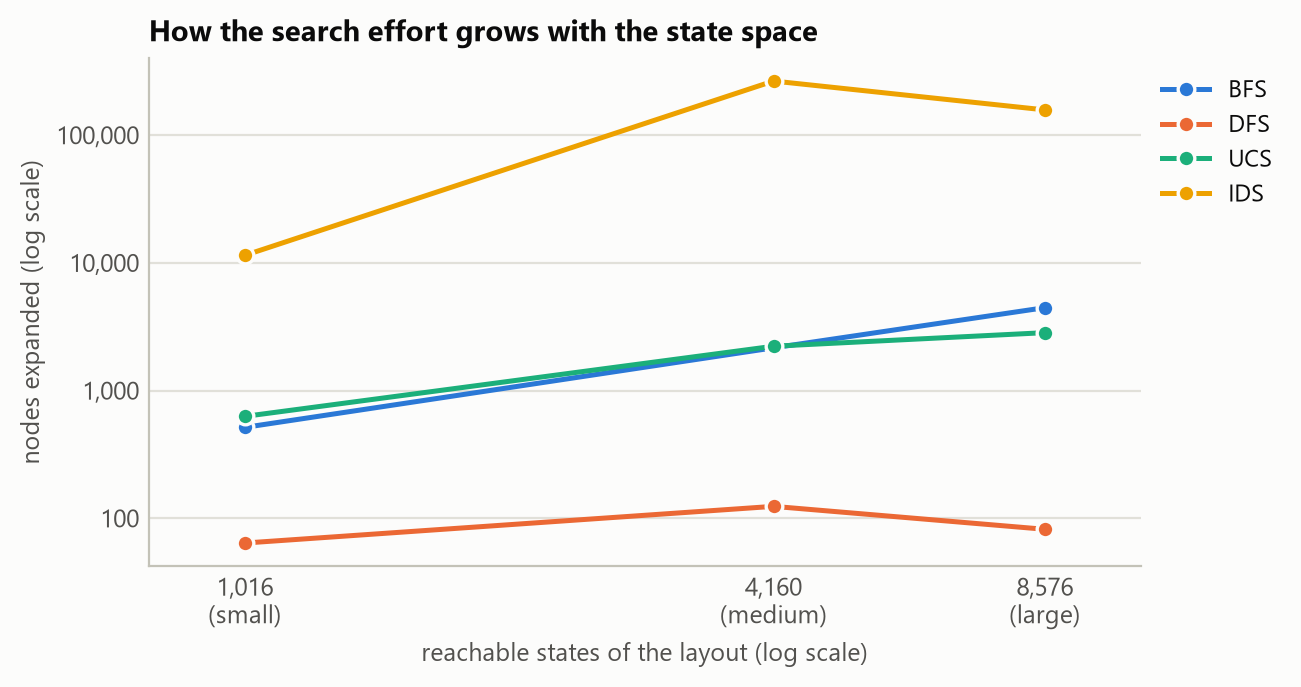 How the search effort grows with the state space
nodes expanded (log scale)
100,000
10,000
1,000
100
1,016
(small)
4,160
(medium)
8,576
(large)
reachable states of the layout (log scale)
BFS
DFS
UCS
IDS